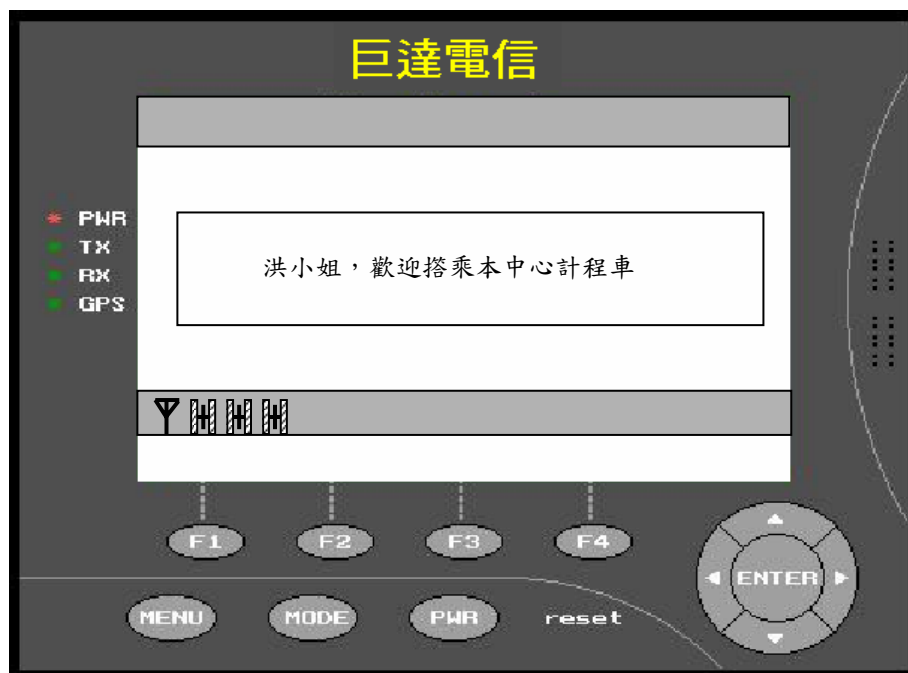 巨達電信
PWR
TX
RX
GPS
洪小姐，歡迎撘乘本中心計程車
F1 F2 F3 F4
ENTER
MENU MODE PWR reset